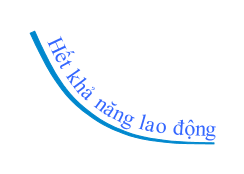 Hết khả năng lao động